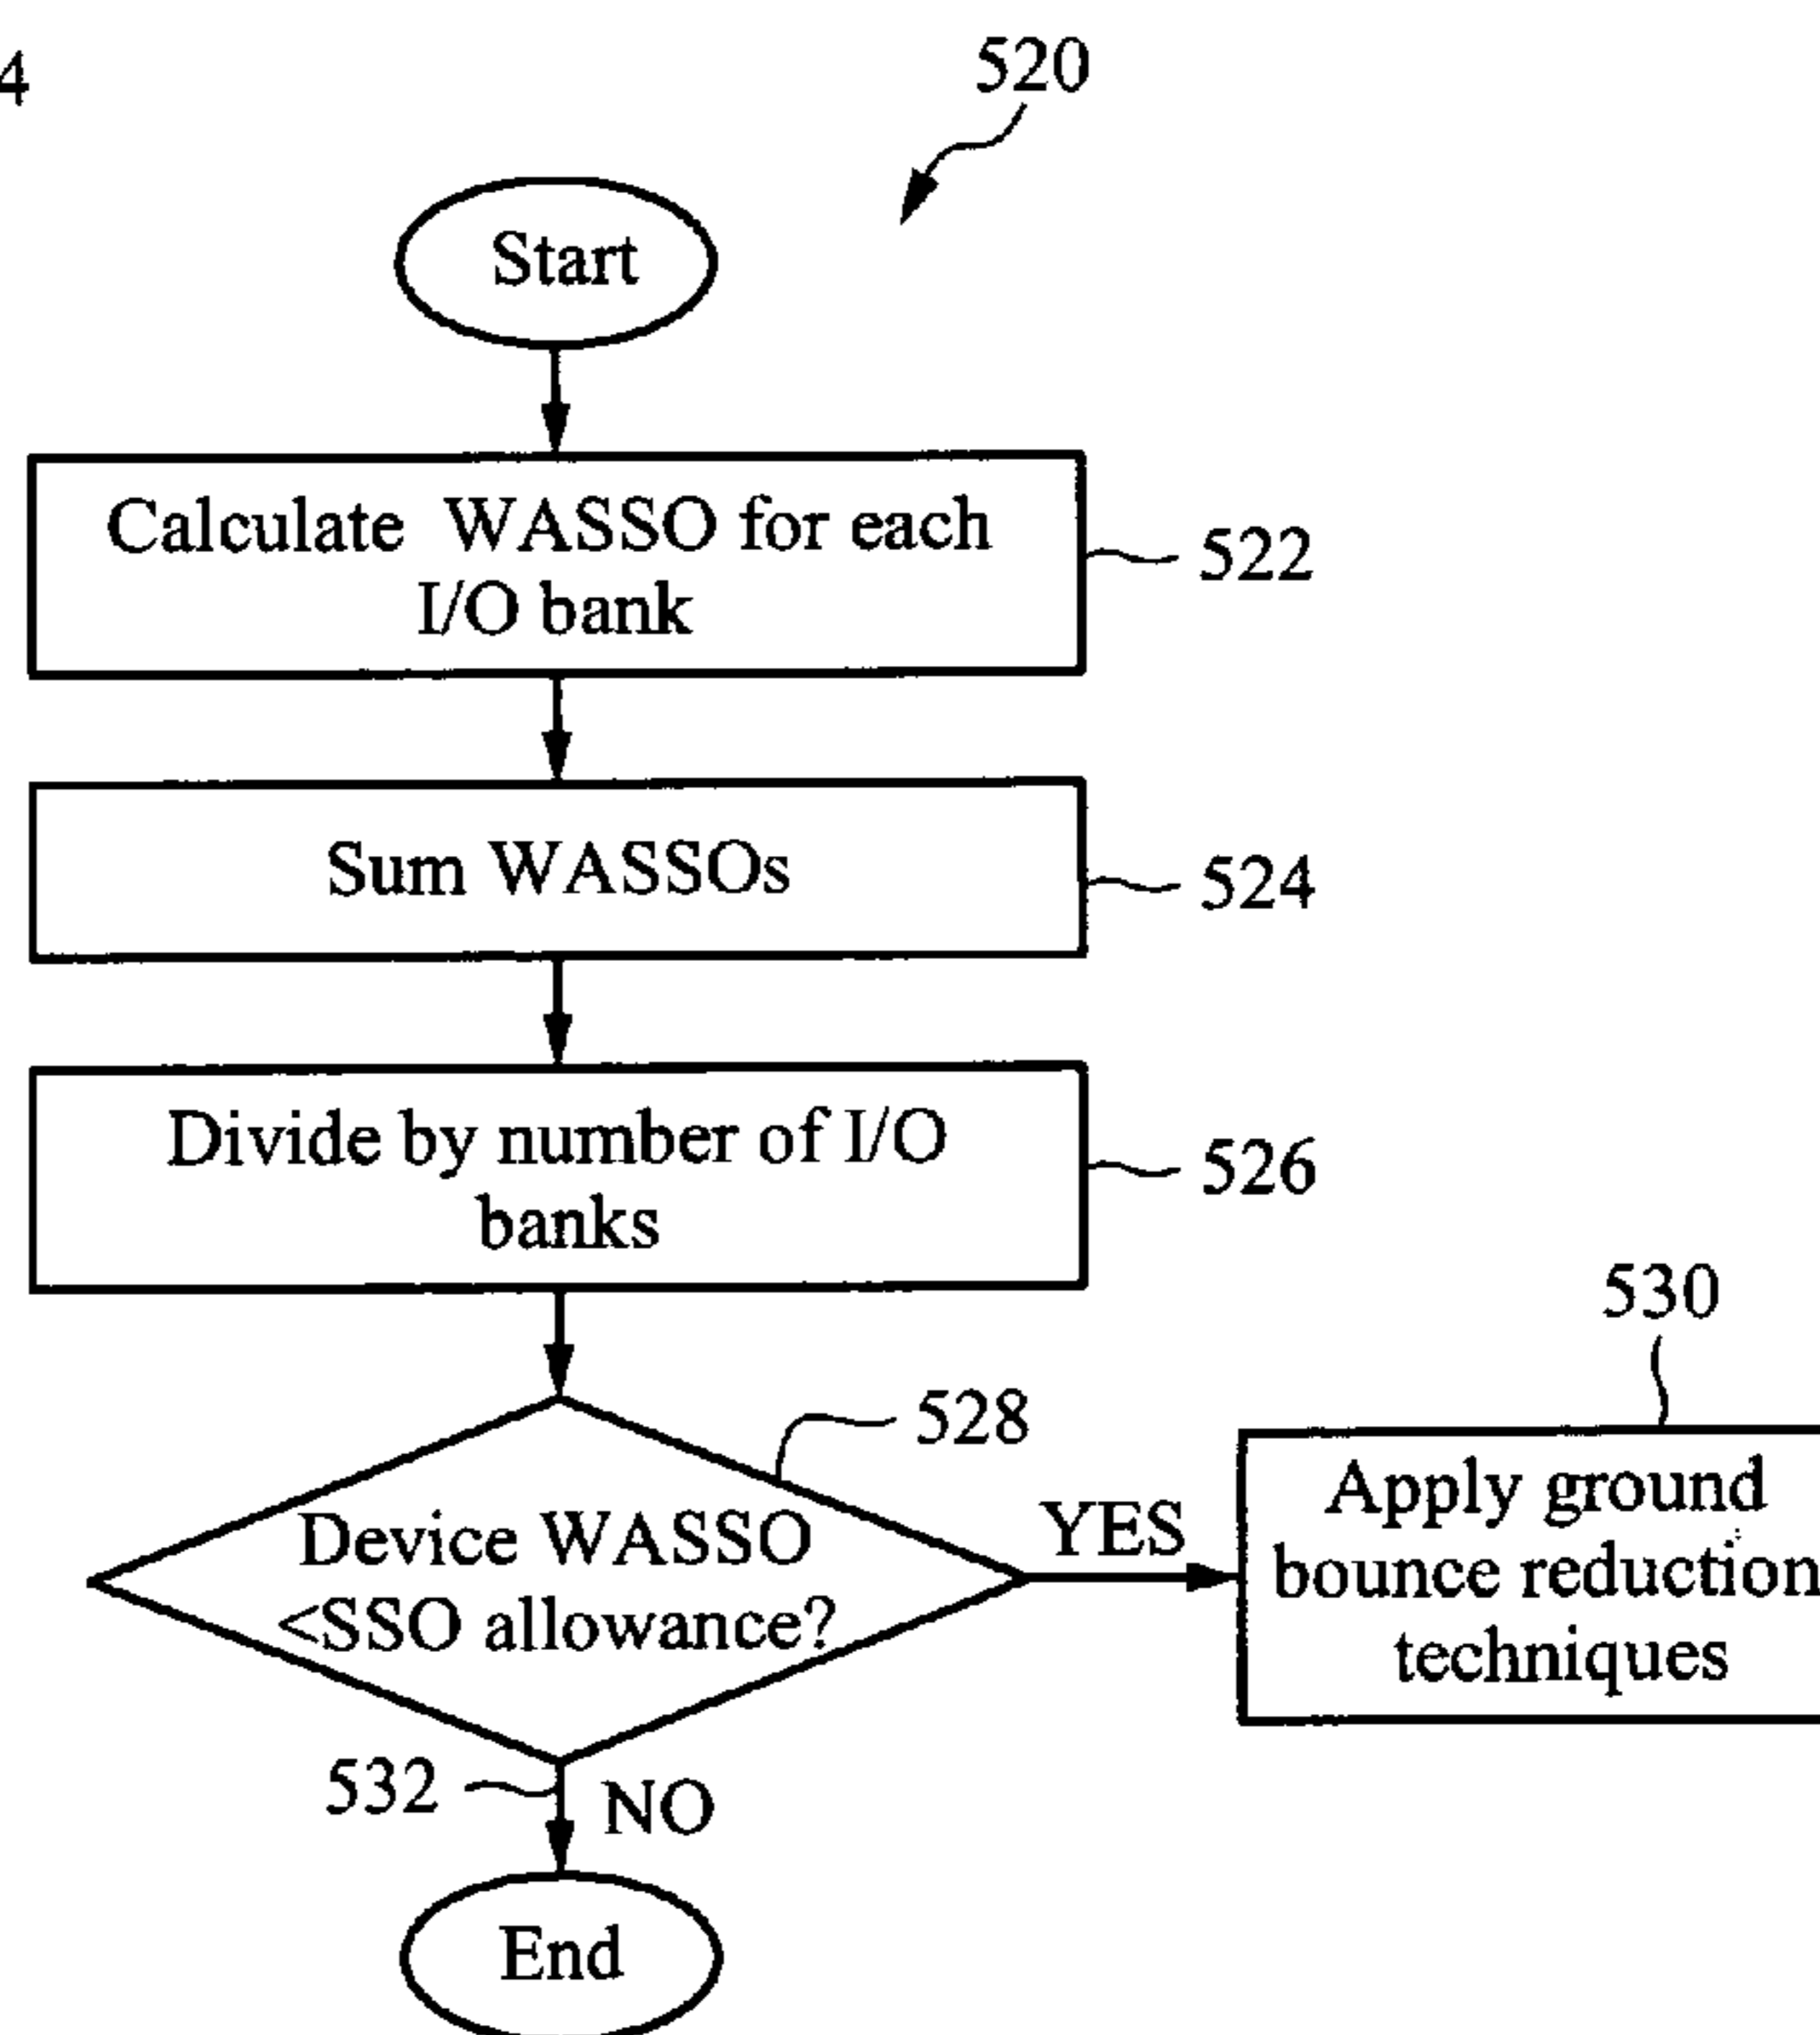 4
520
Start
Calculate WASSO for each
I/O bank
522
Sum WASSOs
524
Divide by number of I/O
banks
526
528
Device WASSO
<SSO allowance?
YES
530
Apply ground
bounce reduction
techniques
532
NO
End